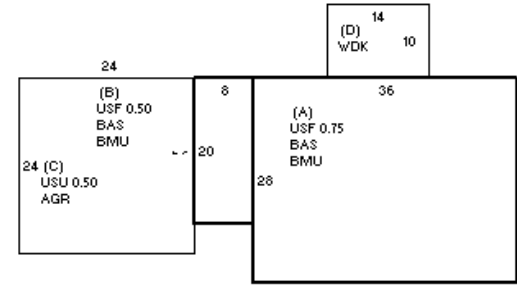 14
(D)
WDK
10
24
(B)
USF 0.50
BAS
BMU
8
36
(A)
USF 0.75
BAS
BMU
20
24 (C)
USU 0.50
AGR
28